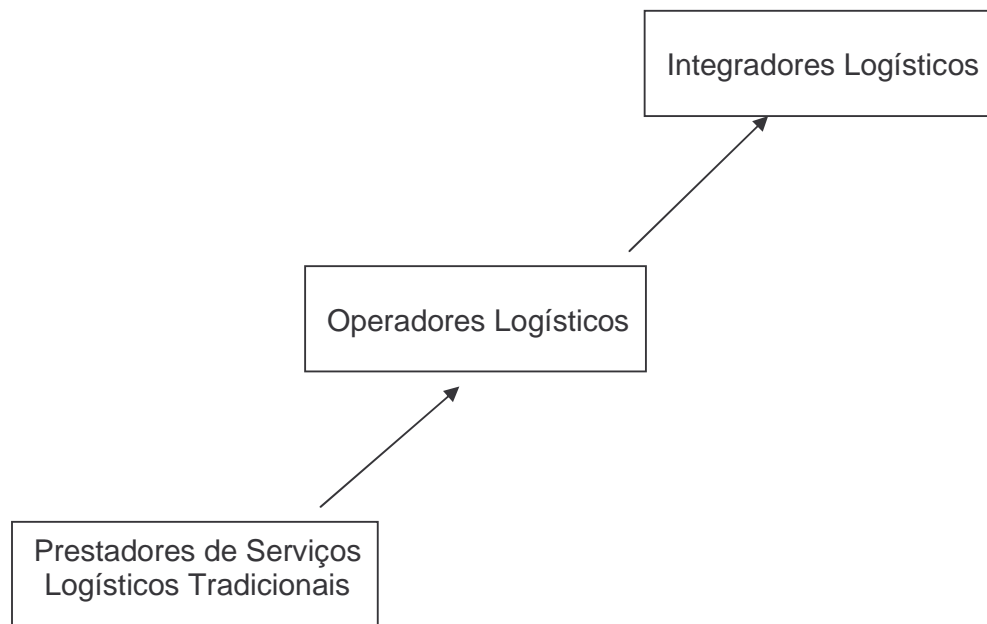 Integradores Logísticos
Operadores Logísticos
Prestadores de Serviços
Logísticos Tradicionais